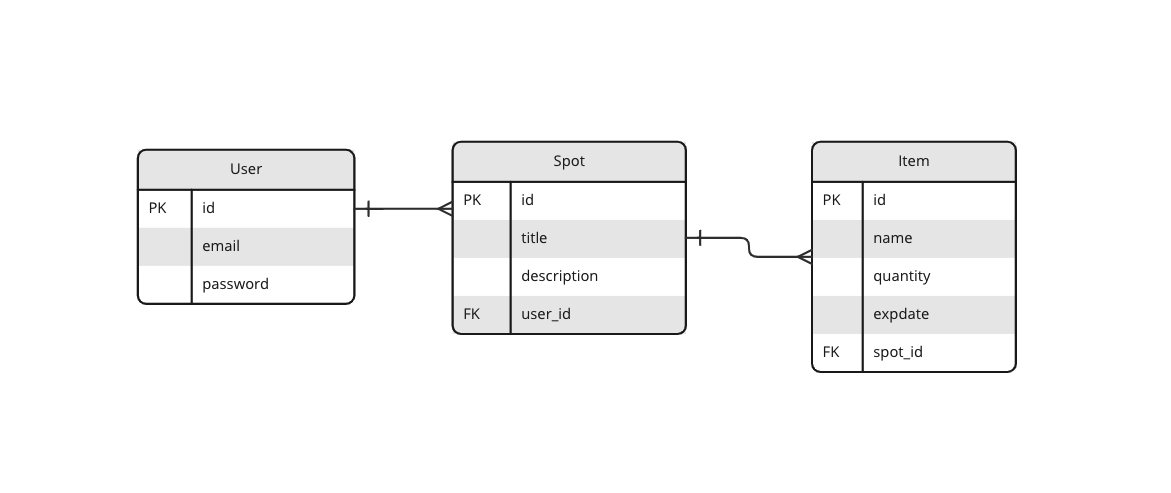 User
PK id
email
password
Spot
PK id
title
description
FK user_id
Item
PK id
name
quantity
expdate
FK spot_id